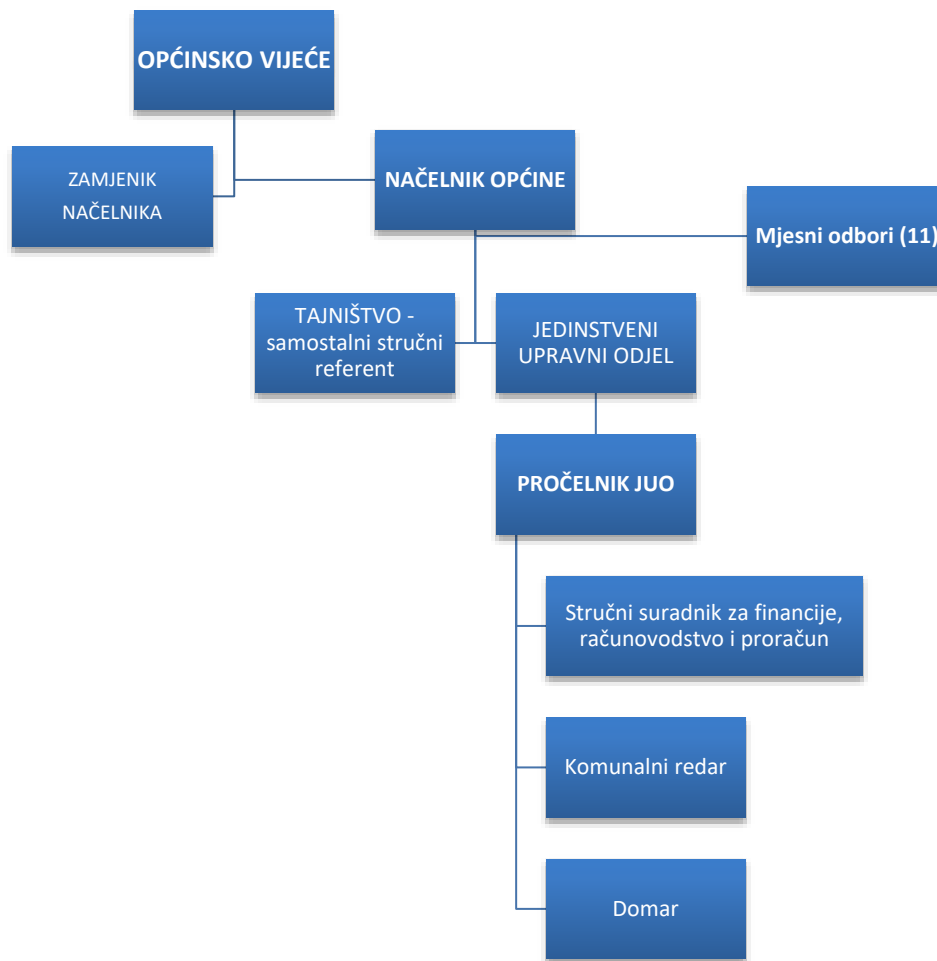 OPĆINSKO VIJEĆE
ZAMJENIK
NAČELNIKA
NAČELNIK OPĆINE
Mjesni odbori (11)
TAJNIŠTVO -
samostalni stručni
referent
JEDINSTVENI
UPRAVNI ODJEL
PROČELNIK JUO
Stručni suradnik za financije,
računovodstvo i proračun
Komunalni redar
Domar